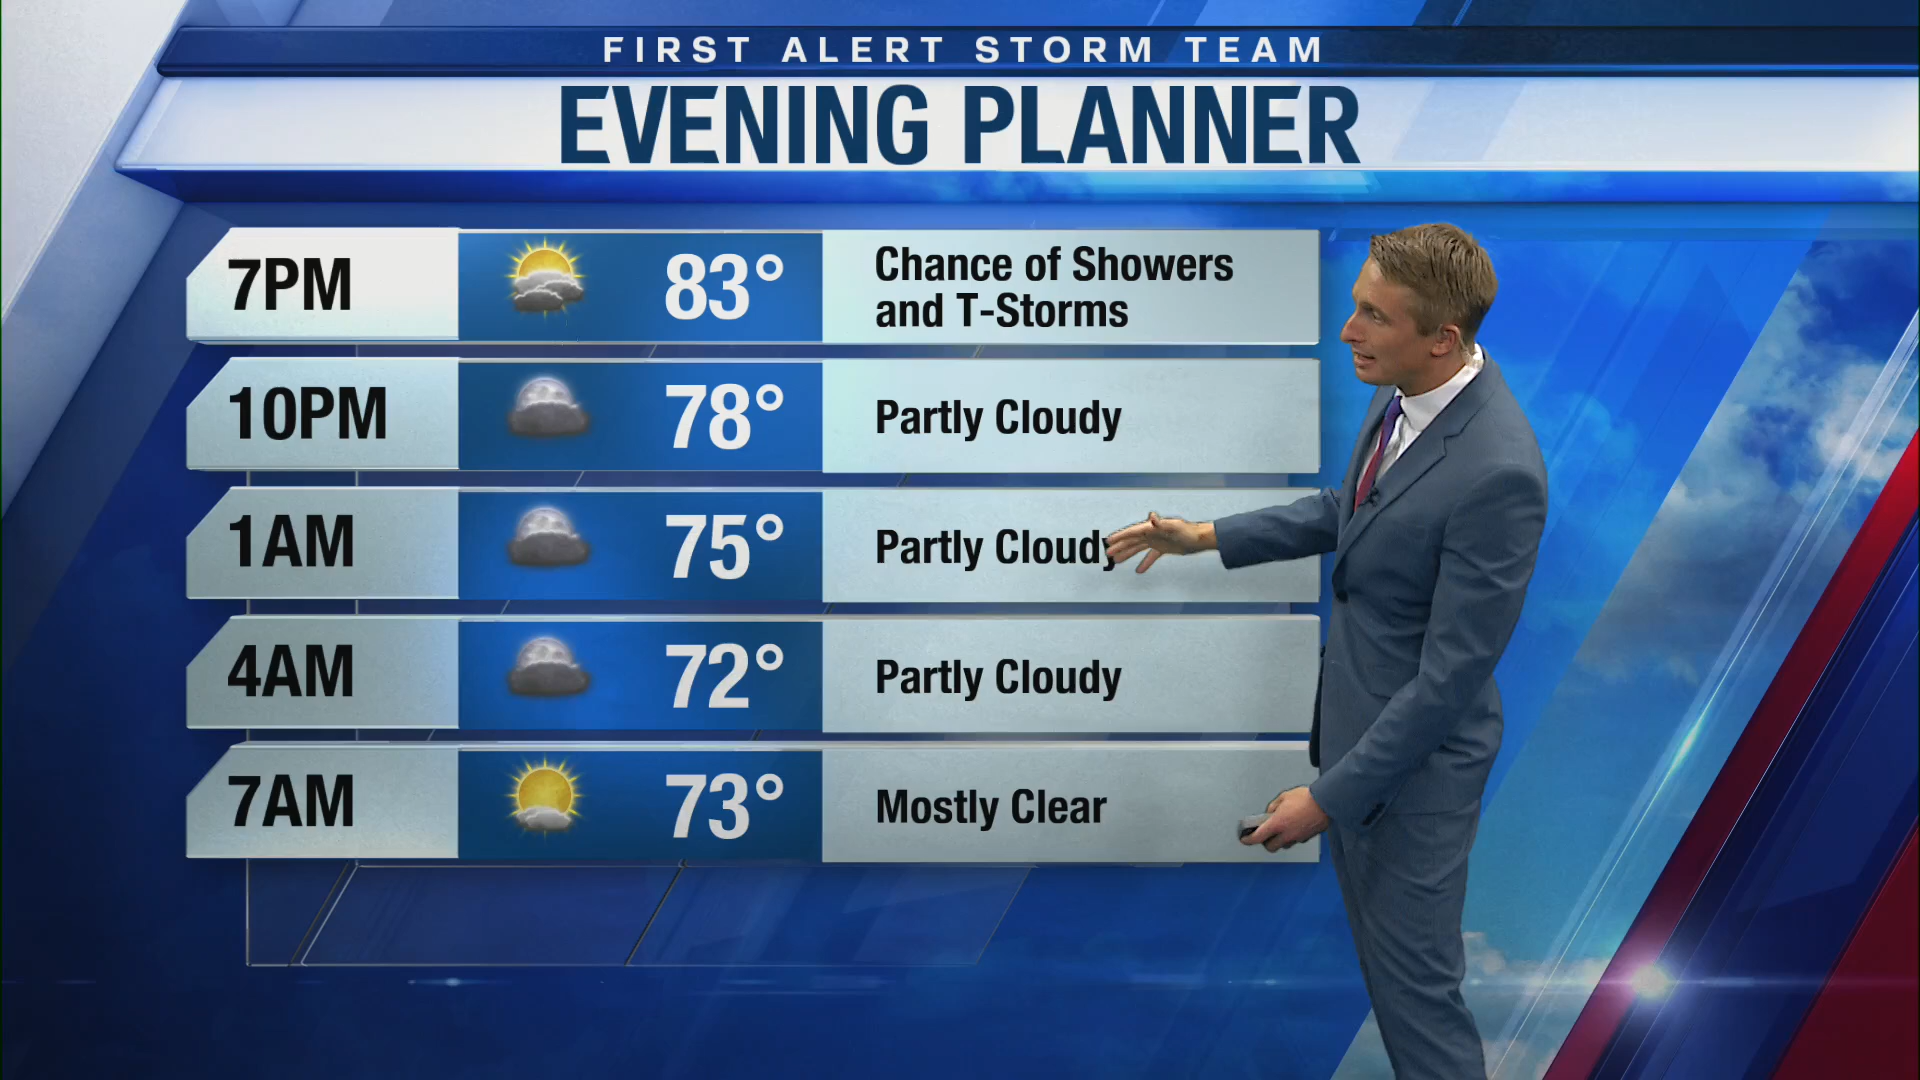 FIRST ALERT STORM TEAM
EVENING PLANNER
7PM 83° Chance of Showers
and T-Storms
10PM 78° Partly Cloudy
1AM 75° Partly Cloudy
4AM 72° Partly Cloudy
7AM 73° Mostly Clear